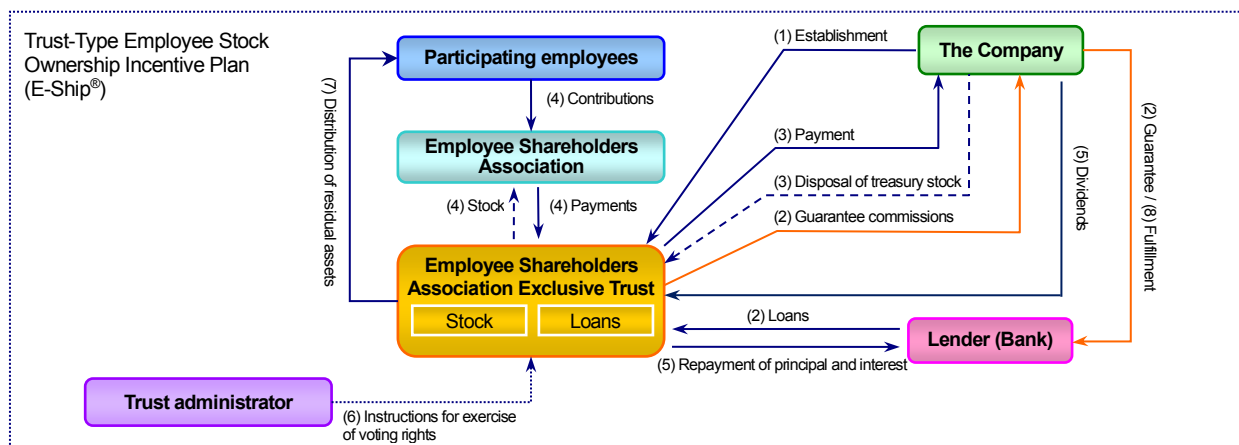 Trust-Type Employee Stock
Ownership Incentive Plan
(E-Ship®)
(7) Distribution of residual assets
Participating employees
(4) Contributions
Employee Shareholders
Association
(4) Stock
(4) Payments
Employee Shareholders
Association Exclusive Trust
Stock
Loans
(1) Establishment
The Company
(3) Payment
(3) Disposal of treasury stock
(2) Guarantee commissions
(5) Dividends
(2) Guarantee / (8) Fulfillment
(2) Loans
Lender (Bank)
(5) Repayment of principal and interest
Trust administrator
(6) Instructions for exercise
of voting rights